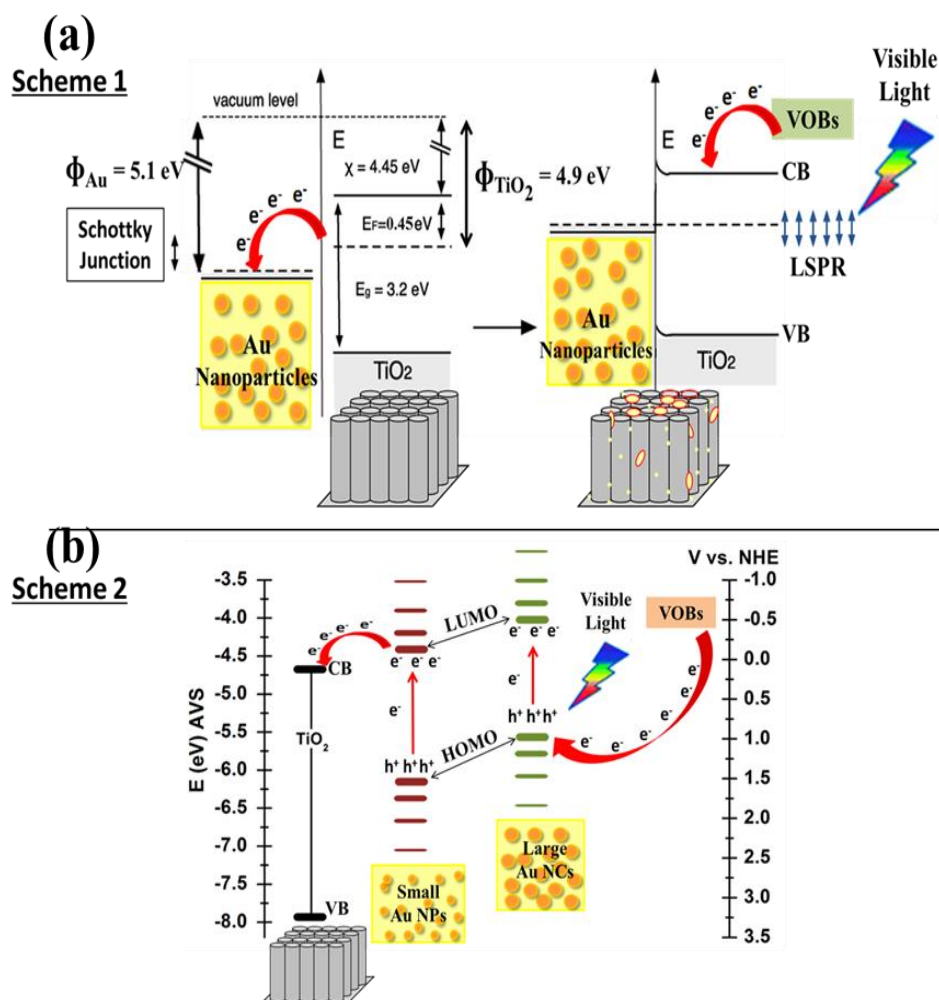 (a)
Scheme 1
vacuum level
E
ϕAu = 5.1 eV
χ = 4.45 eV
ϕTiO2 = 4.9 eV
e- e- e- e-
EF=0.45eV
Schottky
Junction
Eg = 3.2 eV
Au
Nanoparticles
TiO2
Visible
Light
e- e- e- e-
VOBs
E
CB
LSPR
Au
Nanoparticles
VB
TiO2
(b)
Scheme 2
E (eV) AVS
-3.5
-4.0
-4.5
-5.0
-5.5
-6.0
-6.5
-7.0
-7.5
-8.0
CB
TiO2
VB
e- e- e- e-
e- e- e-
e-
h+ h+ h+
Small
Au NPs
LUMO
HOMO
e- e- e-
e-
h+ h+ h+
Large
Au NCs
Visible
Light
VOBs
e- e- e- e- e- e-
V vs. NHE
-1.0
-0.5
0.0
0.5
1.0
1.5
2.0
2.5
3.0
3.5